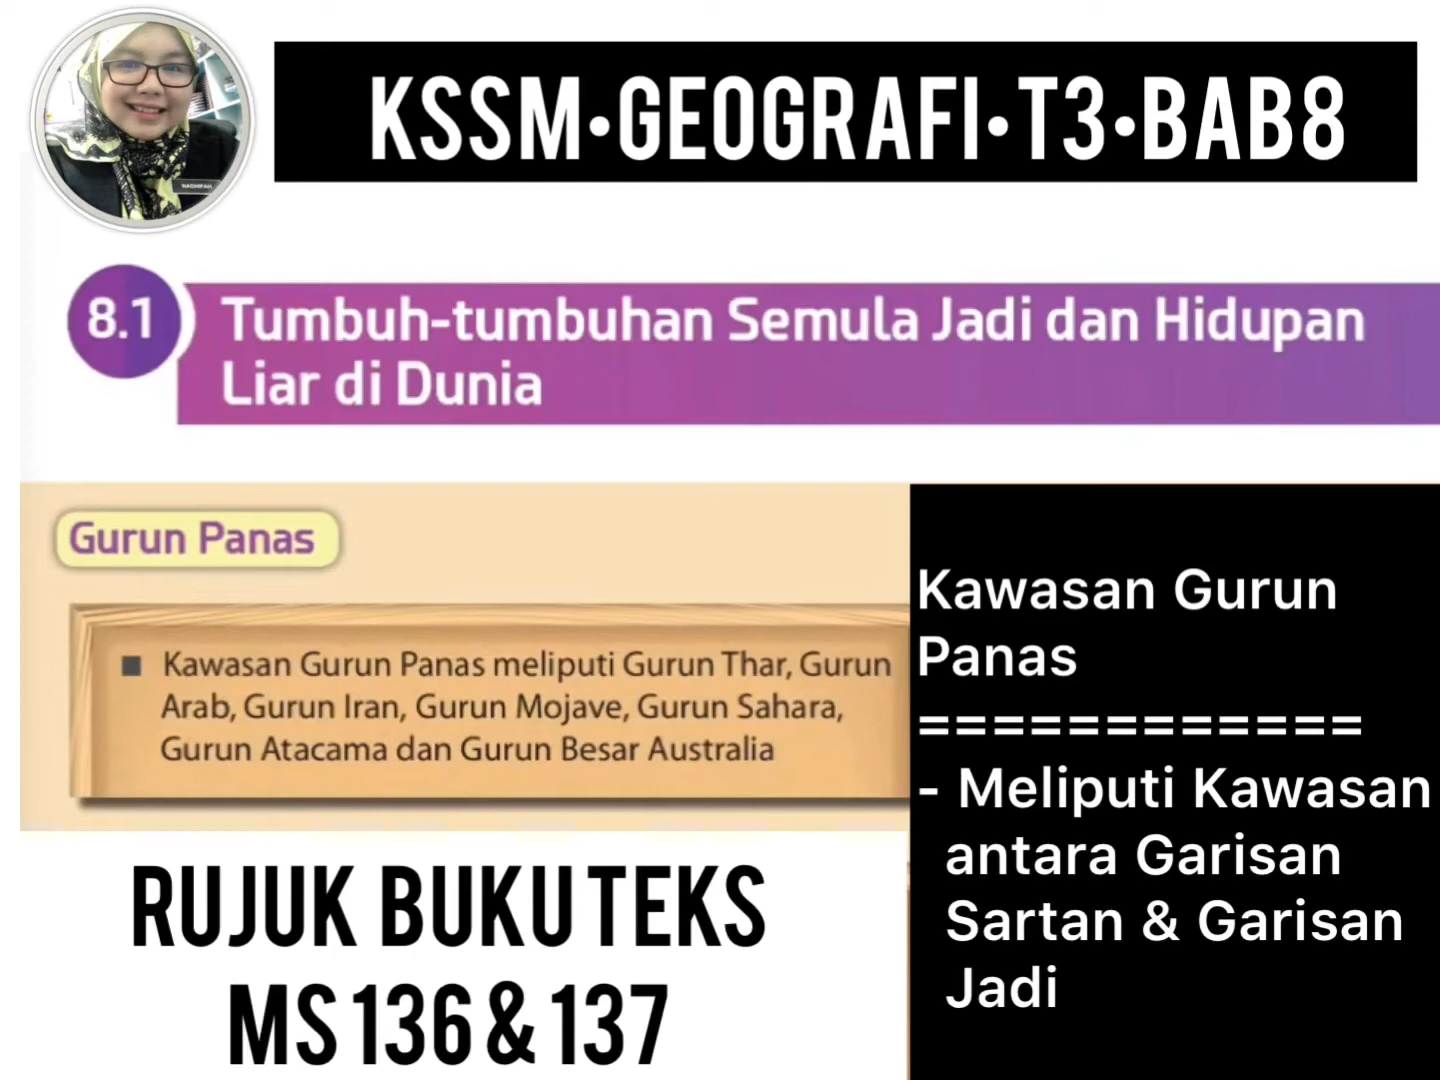 KSSM•GEOGRAFI•T3•BAB8
8.1
Tumbuh-tumbuhan Semula Jadi dan Hidupan
Liar di Dunia
Gurun Panas
■ Kawasan Gurun Panas meliputi Gurun Thar, Gurun
Arab, Gurun Iran, Gurun Mojave, Gurun Sahara,
Gurun Atacama dan Gurun Besar Australia
RUJUK BUKU TEKS
MS 136 & 137
Kawasan Gurun
Panas
============
- Meliputi Kawasan
antara Garisan
Sartan & Garisan
Jadi